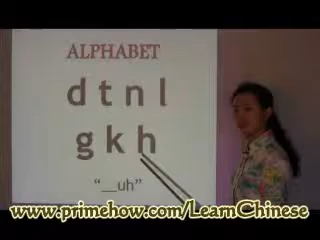 ALPHABET
d t n l
g k h
"__uh"
www.primehow.com/LearnChinese